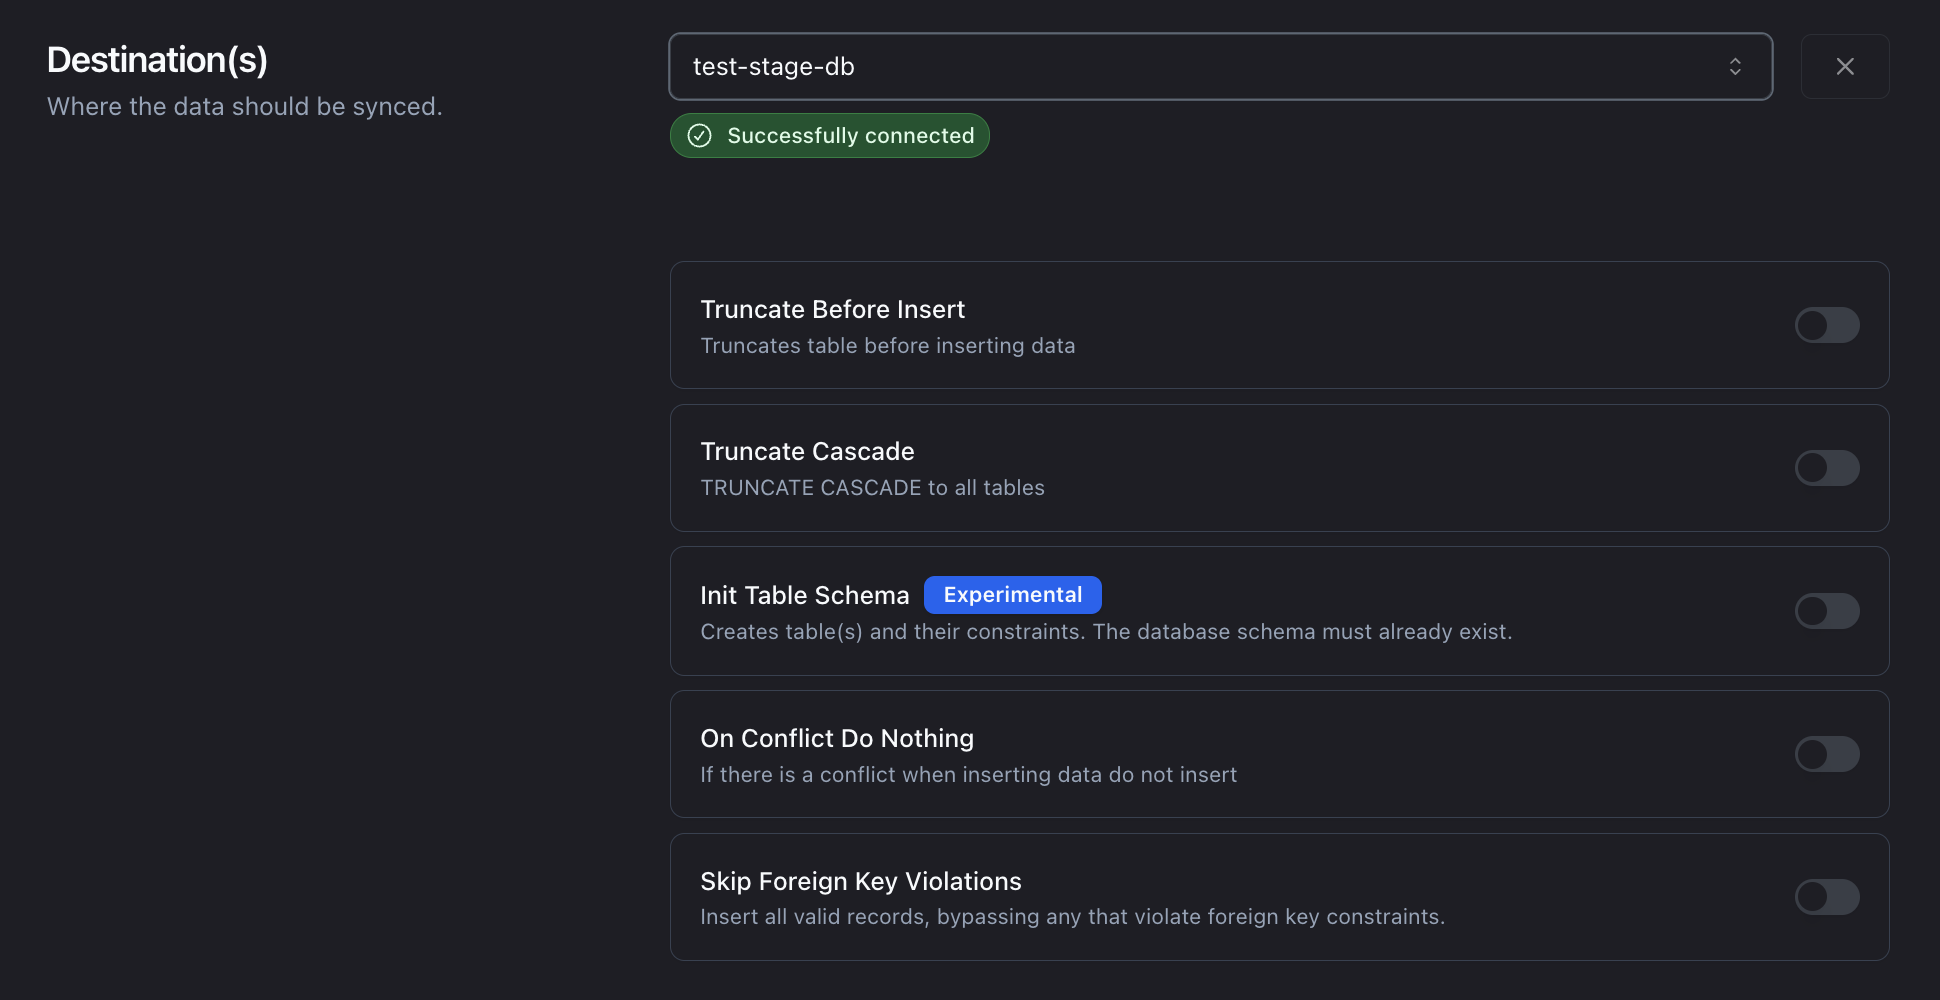 Destination(s)
Where the data should be synced.
test-stage-db
Successfully connected
Truncate Before Insert
Truncates table before inserting data
Truncate Cascade
TRUNCATE CASCADE to all tables
Init Table Schema Experimental
Creates table(s) and their constraints. The database schema must already exist.
On Conflict Do Nothing
If there is a conflict when inserting data do not insert
Skip Foreign Key Violations
Insert all valid records, bypassing any that violate foreign key constraints.